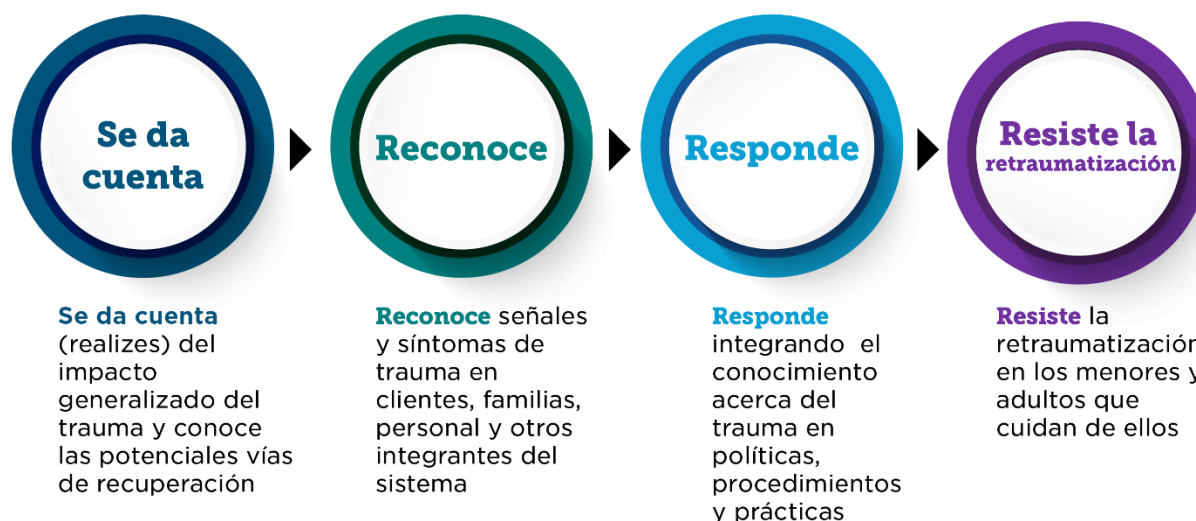 Se da
cuenta
Reconoce
Responde
Resiste la
retraumatización
Se da cuenta
(realizes) del
impacto
generalizado del
trauma y conoce
las potenciales vías
de recuperación
Reconoce señales
y síntomas de
trauma en
clientes, familias,
personal y otros
integrantes del
sistema
Responde
integrando el
conocimiento
acerca del
trauma en
políticas,
procedimientos
y prácticas
Resiste la
retraumatización
en los menores y
adultos que
cuidan de ellos